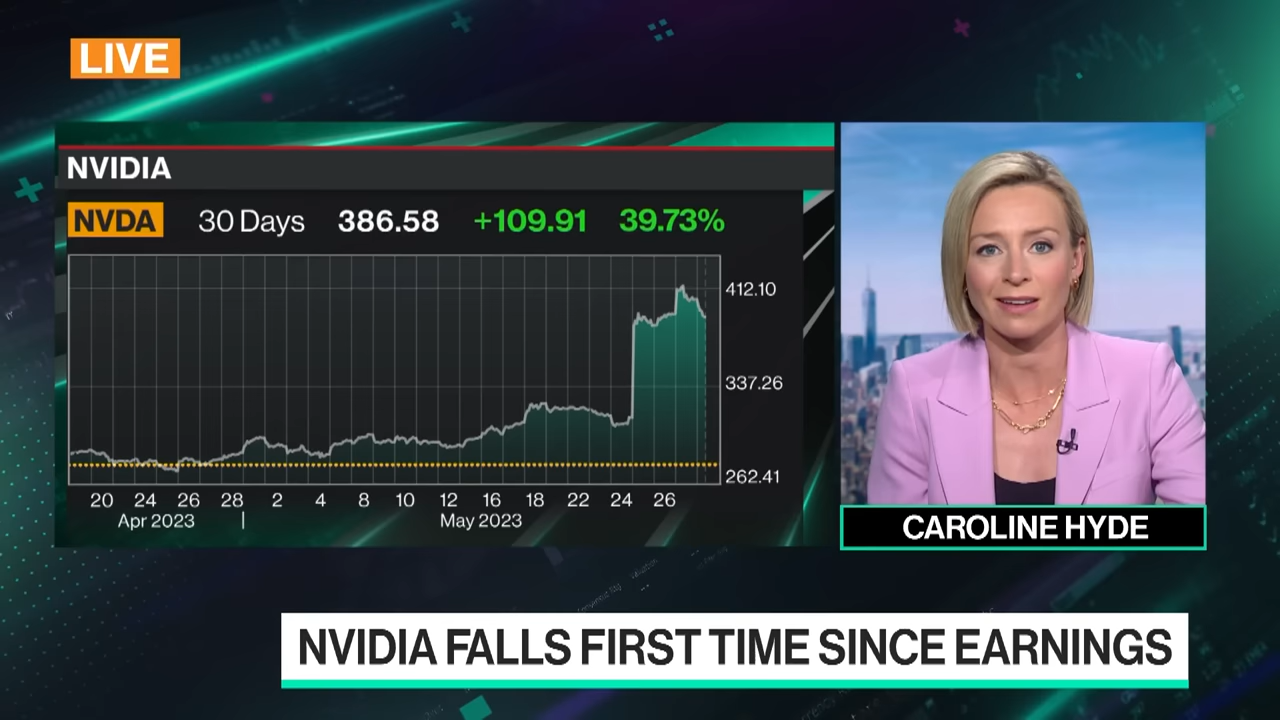 LIVE
NVIDIA
NVDA 30 Days 386.58 +109.91 39.73%
412.10
337.26
262.41
20 24 26 28 2 4 8 10 12 16 18 22 24 26
Apr 2023 | May 2023
CAROLINE HYDE
NVIDIA FALLS FIRST TIME SINCE EARNINGS